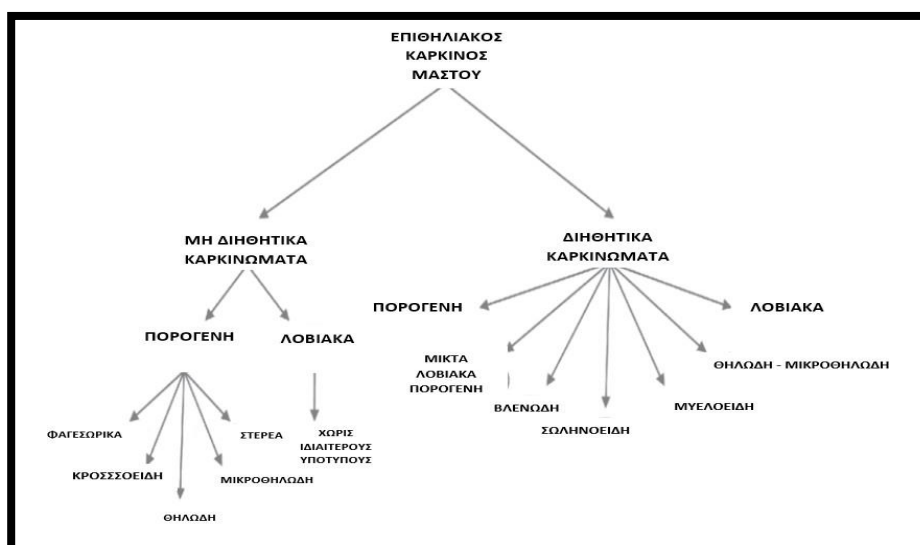 ΕΠΙΘΗΛΙΑΚΟΣ
ΚΑΡΚΙΝΟΣ
ΜΑΣΤΟΥ
ΜΗ ΔΙΗΘΗΤΙΚΑ
ΚΑΡΚΙΝΩΜΑΤΑ
ΔΙΗΘΗΤΙΚΑ
ΚΑΡΚΙΝΩΜΑΤΑ
ΠΟΡΟΓΕΝΗ
ΛΟΒΙΑΚΑ
ΦΑΓΕΣΩΡΙΚΑ
ΚΡΟΣΣΣΟΕΙΔΗ
ΘΗΛΩΔΗ
ΜΙΚΡΟΘΗΛΩΔΗ
ΣΤΕΡΕΑ
ΧΩΡΙΣ
ΙΔΙΑΙΤΕΡΟΥΣ
ΥΠΟΤΥΠΟΥΣ
ΠΟΡΟΓΕΝΗ
ΜΙΚΤΑ
ΛΟΒΙΑΚΑ
ΠΟΡΟΓΕΝΗ
ΒΛΕΝΩΔΗ
ΣΩΛΗΝΟΕΙΔΗ
ΜΥΕΛΟΕΙΔΗ
ΘΗΛΩΔΗ - ΜΙΚΡΟΘΗΛΩΔΗ
ΛΟΒΙΑΚΑ